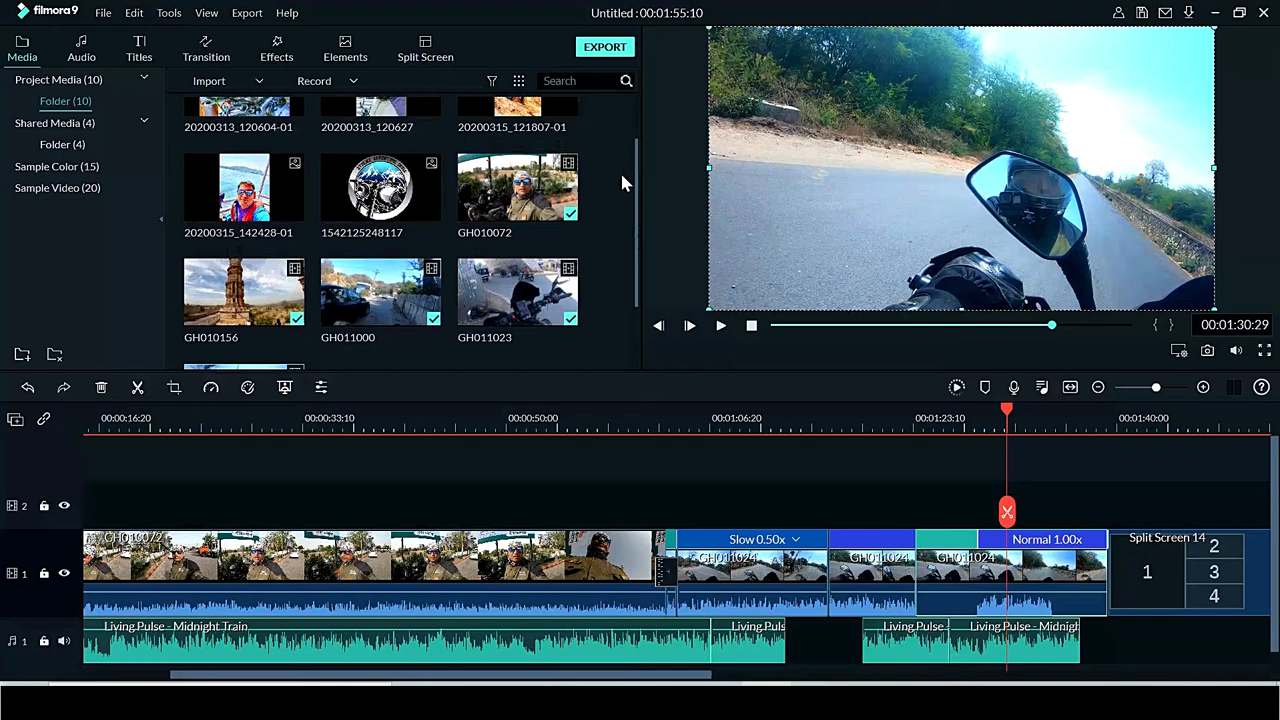 filmora9
File Edit Tools View Export Help
Untitled : 00:01:55:10
Media Audio Titles Transition Effects Elements Split Screen
EXPORT
Project Media (10)
Folder (10)
Shared Media (4)
Folder (4)
Sample Color (15)
Sample Video (20)
Import Record Search
20200313_120604-01 20200313_120627 20200315_121807-01
20200315_142428-01 1542125248117 GH010072
GH010156 GH011000 GH011023
00:01:30:29
00:00:16:20 00:00:33:10 00:00:50:00 00:01:06:20 00:01:23:10 00:01:40:00
2
GH010072
Slow 0.50x
Normal 1.00x
Split Screen 14
GH011024 GH011024 GH011024
1 2 3 4
1
Living Pulse - Midnight Train Living Puls Living Pulse - Living Pulse - Midnigh
1